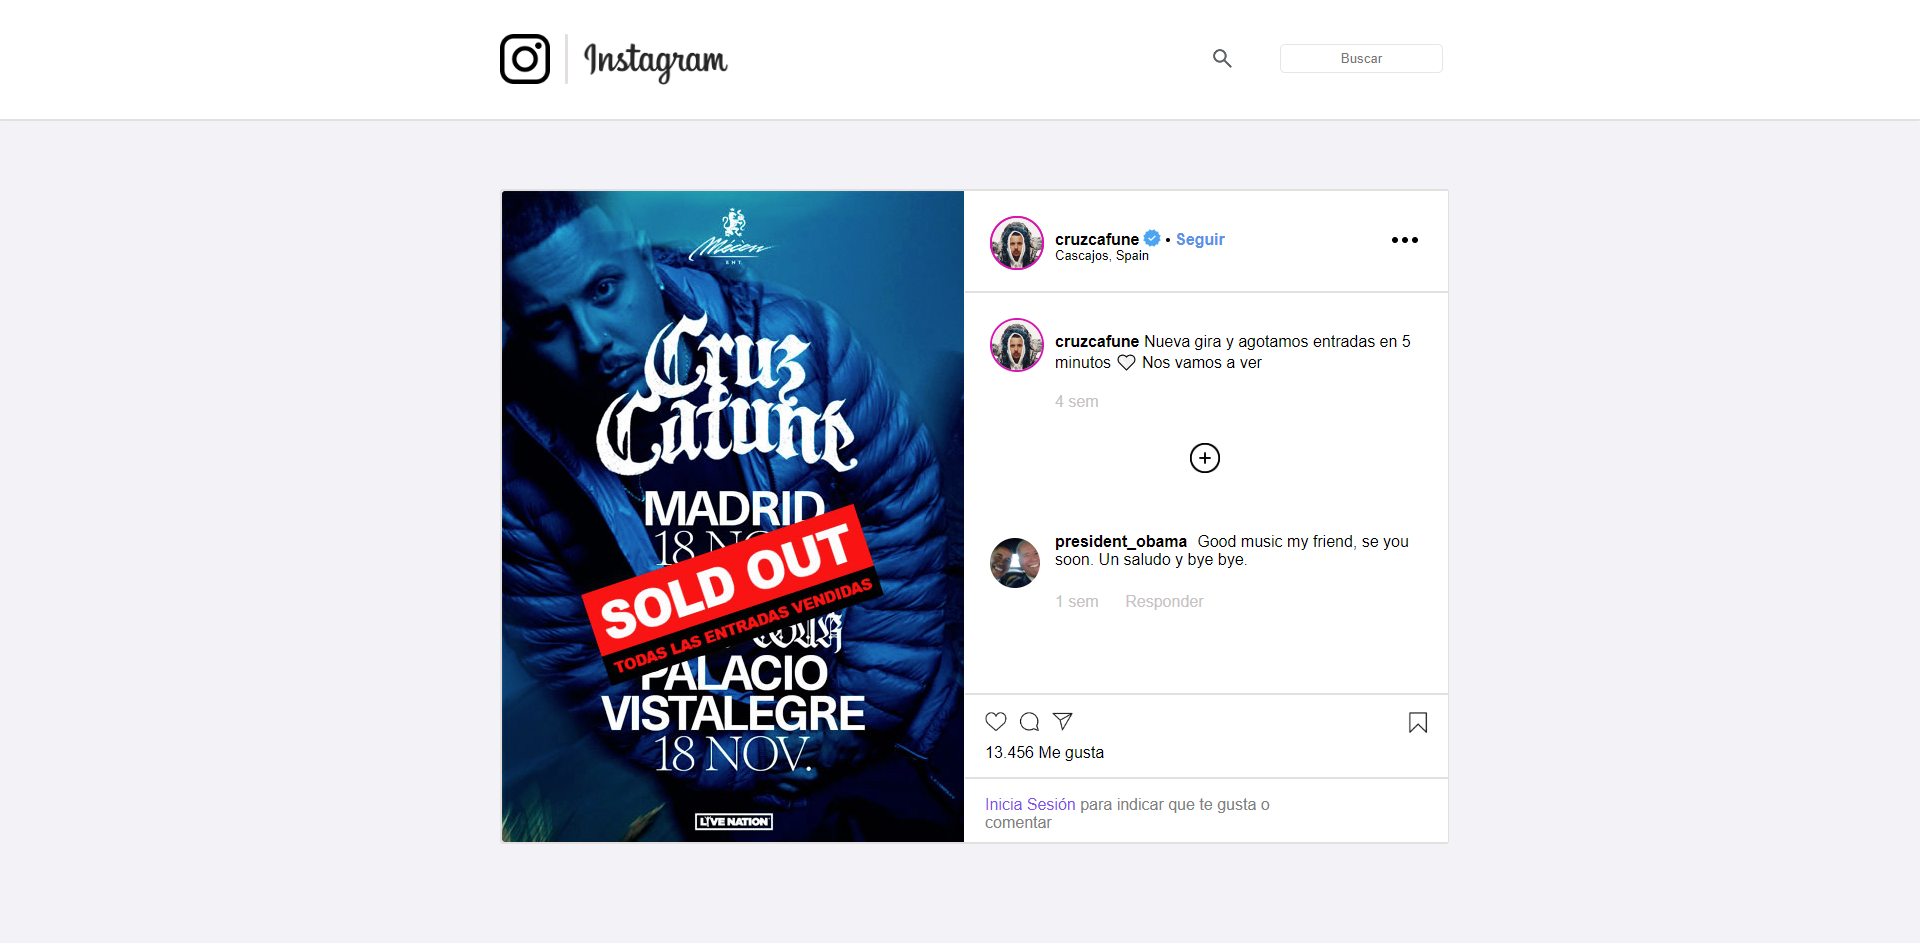 Instagram
Buscar
Mécèn
ENT.
Cruz
Cafuné
MADRID
18 NOV.
SOLD OUT
TODAS LAS ENTRADAS VENDIDAS
TOUR
PALACIO
VISTALEGRE
18 NOV.
LIVE NATION
cruzcafune • Seguir
Cascajos, Spain
cruzcafune Nueva gira y agotamos entradas en 5
minutos ♡ Nos vamos a ver
4 sem
president_obama Good music my friend, se you
soon. Un saludo y bye bye.
1 sem Responder
13.456 Me gusta
Inicia Sesión para indicar que te gusta o
comentar